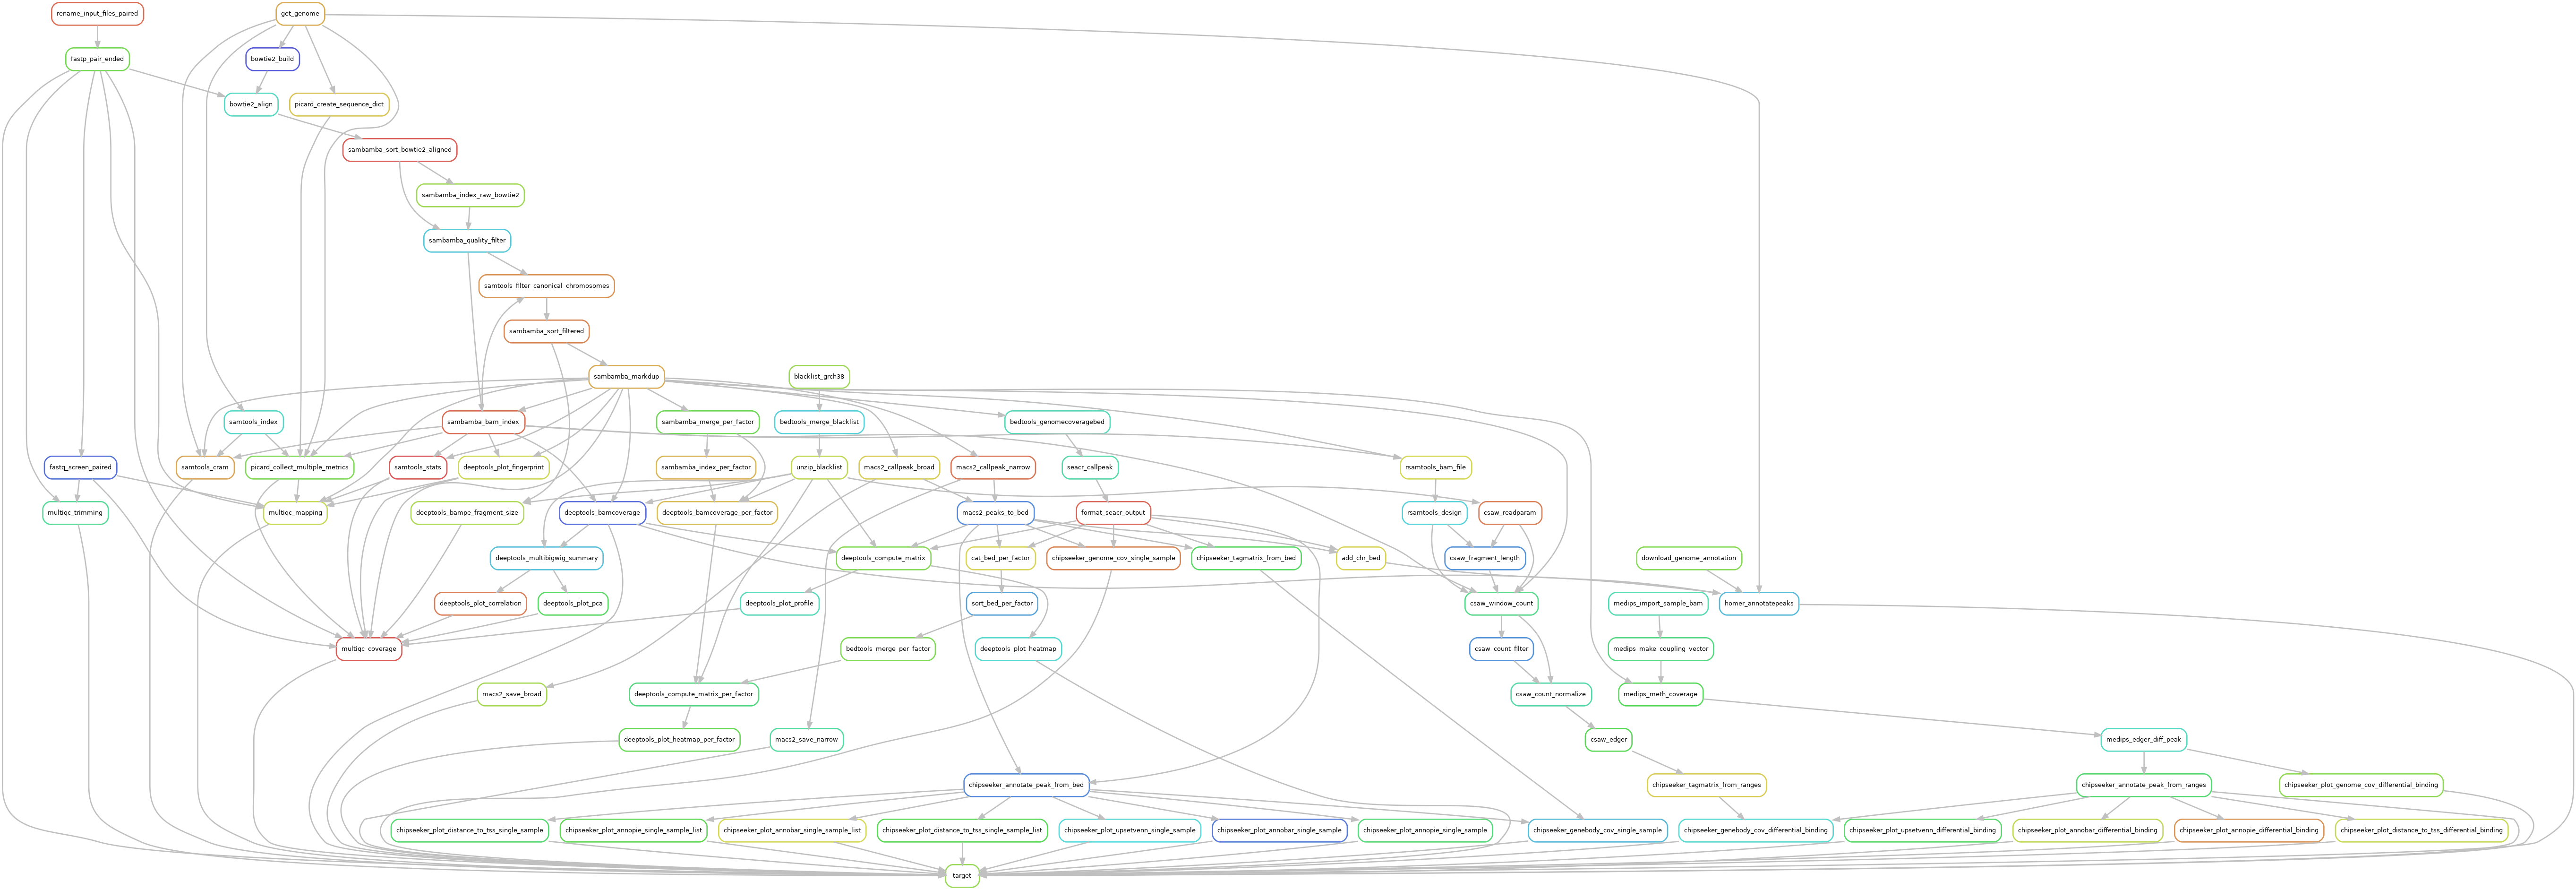 rename_input_files_paired
get_genome
fastp_pair_ended
bowtie2_build
bowtie2_align
picard_create_sequence_dict
sambamba_sort_bowtie2_aligned
sambamba_index_raw_bowtie2
sambamba_quality_filter
samtools_filter_canonical_chromosomes
sambamba_sort_filtered
sambamba_markdup
blacklist_grch38
samtools_index
sambamba_bam_index
sambamba_merge_per_factor
bedtools_merge_blacklist
bedtools_genomecoveragebed
fastq_screen_paired
samtools_cram
picard_collect_multiple_metrics
samtools_stats
deeptools_plot_fingerprint
sambamba_index_per_factor
unzip_blacklist
macs2_callpeak_broad
macs2_callpeak_narrow
seacr_callpeak
rsamtools_bam_file
multiqc_trimming
multiqc_mapping
deeptools_bampe_fragment_size
deeptools_bamcoverage
deeptools_bamcoverage_per_factor
macs2_peaks_to_bed
format_seacr_output
rsamtools_design
csaw_readparam
deeptools_multibigwig_summary
deeptools_compute_matrix
cat_bed_per_factor
chipseeker_genome_cov_single_sample
chipseeker_tagmatrix_from_bed
add_chr_bed
csaw_fragment_length
download_genome_annotation
deeptools_plot_correlation
deeptools_plot_pca
deeptools_plot_profile
sort_bed_per_factor
csaw_window_count
medips_import_sample_bam
homer_annotatepeaks
multiqc_coverage
bedtools_merge_per_factor
deeptools_plot_heatmap
csaw_count_filter
medips_make_coupling_vector
macs2_save_broad
deeptools_compute_matrix_per_factor
csaw_count_normalize
medips_meth_coverage
deeptools_plot_heatmap_per_factor
macs2_save_narrow
csaw_edger
medips_edger_diff_peak
chipseeker_annotate_peak_from_bed
chipseeker_tagmatrix_from_ranges
chipseeker_annotate_peak_from_ranges
chipseeker_plot_genome_cov_differential_binding
chipseeker_plot_distance_to_tss_single_sample
chipseeker_plot_annopie_single_sample_list
chipseeker_plot_annobar_single_sample_list
chipseeker_plot_distance_to_tss_single_sample_list
chipseeker_plot_upsetvenn_single_sample
chipseeker_plot_annobar_single_sample
chipseeker_plot_annopie_single_sample
chipseeker_genebody_cov_single_sample
chipseeker_genebody_cov_differential_binding
chipseeker_plot_upsetvenn_differential_binding
chipseeker_plot_annobar_differential_binding
chipseeker_plot_annopie_differential_binding
chipseeker_plot_distance_to_tss_differential_binding
target